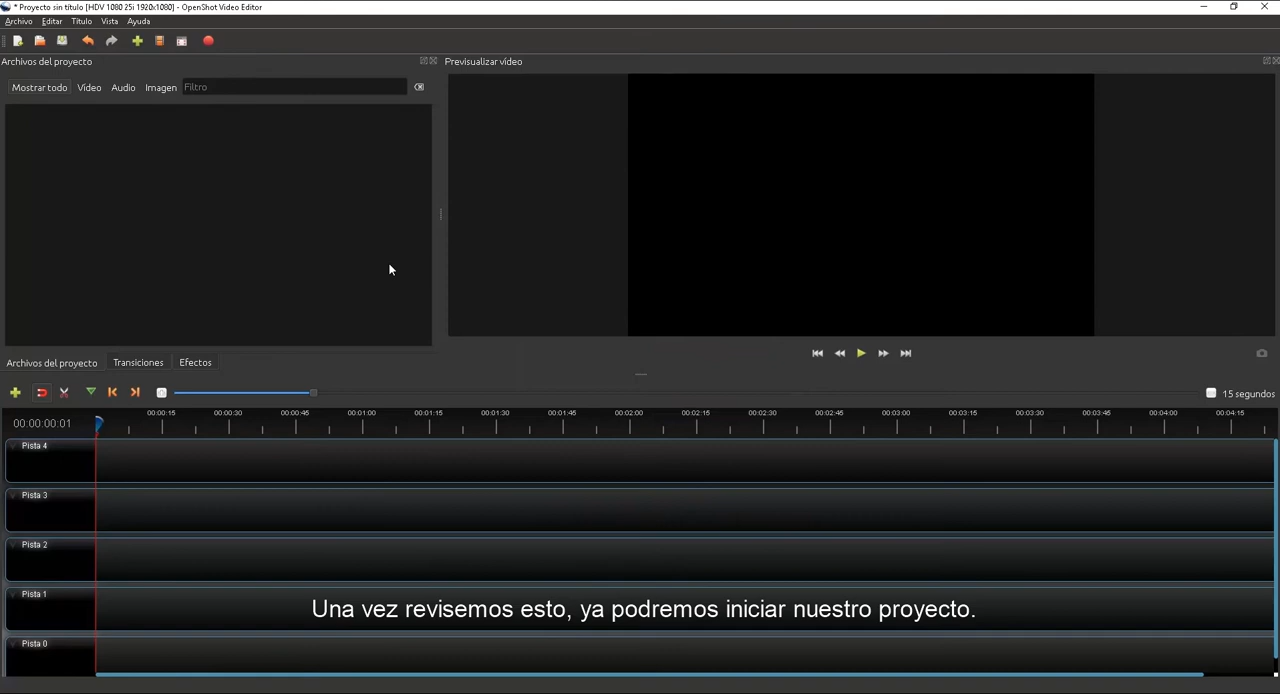 * Proyecto sin título [HDV 1080 25i 1920x1080] - OpenShot Video Editor
Archivo Editar Título Vista Ayuda
Archivos del proyecto
Previsualizar vídeo
Mostrar todo Vídeo Audio Imagen Filtro
Archivos del proyecto Transiciones Efectos
15 segundos
00:00:00:01
00:00:15 00:00:30 00:00:45 00:01:00 00:01:15 00:01:30 00:01:45 00:02:00 00:02:15 00:02:30 00:02:45 00:03:00 00:03:15 00:03:30 00:03:45 00:04:00 00:04:15
Pista 4
Pista 3
Pista 2
Pista 1
Una vez revisemos esto, ya podremos iniciar nuestro proyecto.
Pista 0